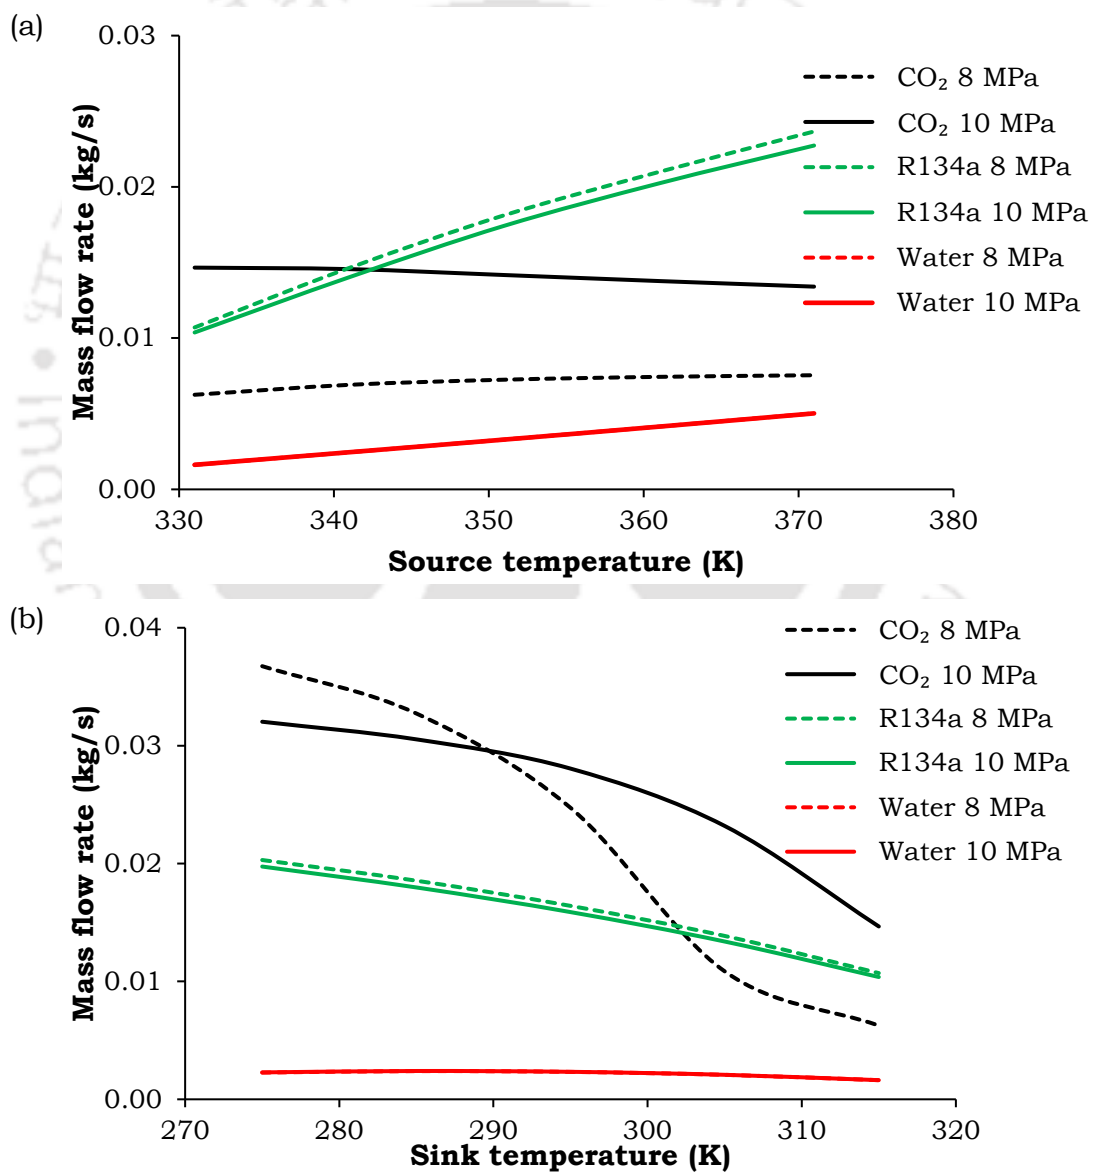 (a)
0.03
0.02
0.01
0.00
Mass flow rate (kg/s)
330 340 350 360 370 380
Source temperature (K)
CO₂ 8 MPa
CO₂ 10 MPa
R134a 8 MPa
R134a 10 MPa
Water 8 MPa
Water 10 MPa
(b)
0.04
0.03
0.02
0.01
0.00
Mass flow rate (kg/s)
270 280 290 300 310 320
Sink temperature (K)
CO₂ 8 MPa
CO₂ 10 MPa
R134a 8 MPa
R134a 10 MPa
Water 8 MPa
Water 10 MPa